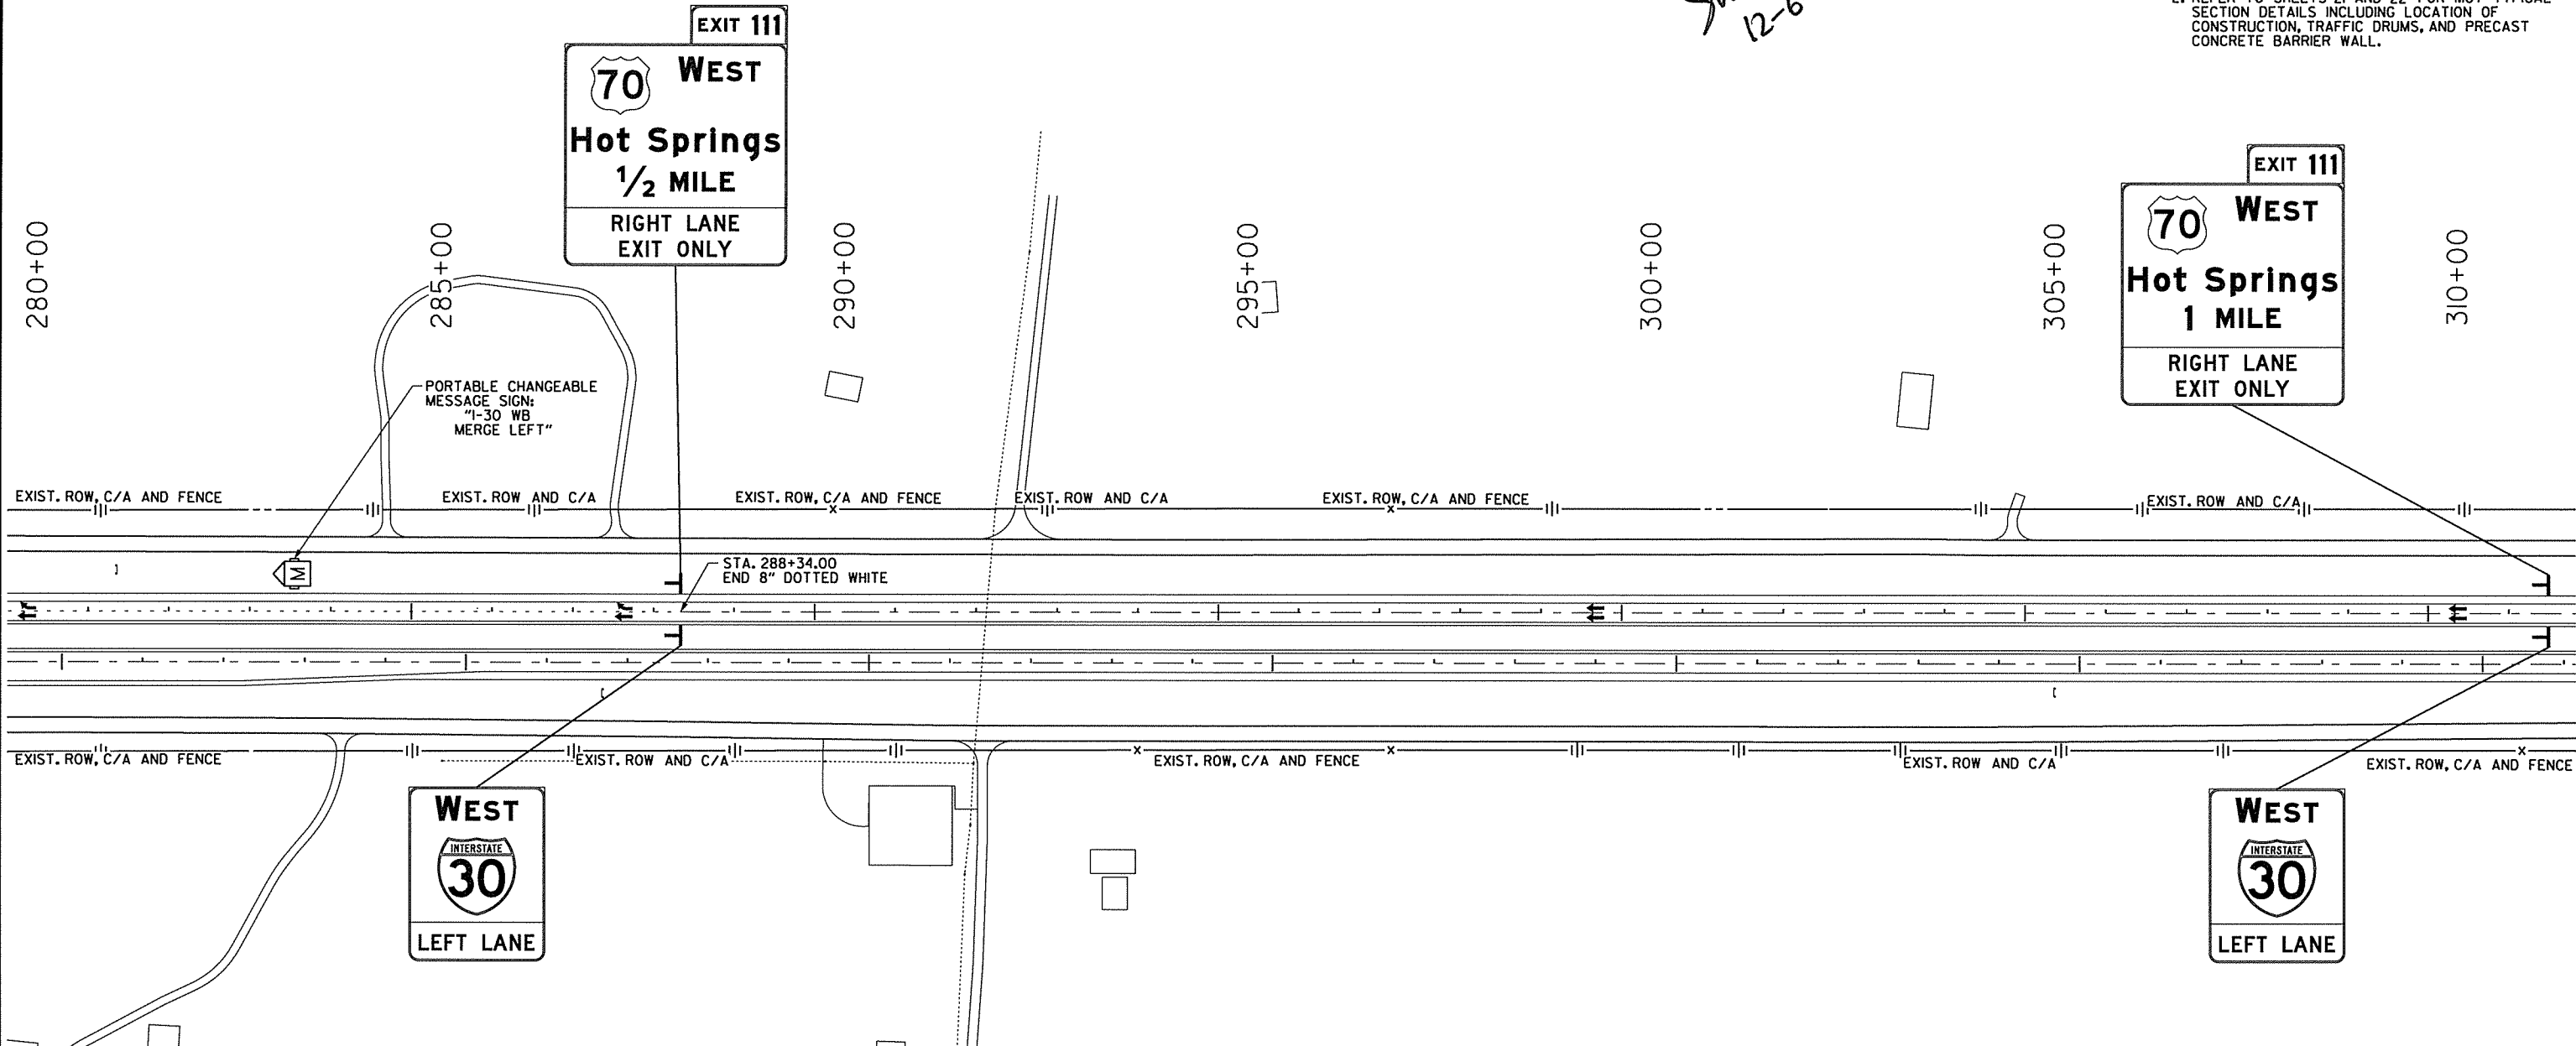 12-6
SECTION DETAILS INCLUDING LOCATION OF
CONSTRUCTION, TRAFFIC DRUMS, AND PRECAST
CONCRETE BARRIER WALL.
EXIT 111
70 WEST
Hot Springs
1/2 MILE
RIGHT LANE
EXIT ONLY
EXIT 111
70 WEST
Hot Springs
1 MILE
RIGHT LANE
EXIT ONLY
280+00
285+00
290+00
295+00
300+00
305+00
310+00
PORTABLE CHANGEABLE
MESSAGE SIGN:
"I-30 WB
MERGE LEFT"
EXIST. ROW, C/A AND FENCE
EXIST. ROW AND C/A
EXIST. ROW, C/A AND FENCE
EXIST. ROW AND C/A
EXIST. ROW, C/A AND FENCE
EXIST. ROW AND C/A
M
STA. 288+34.00
END 8" DOTTED WHITE
EXIST. ROW, C/A AND FENCE
EXIST. ROW AND C/A
EXIST. ROW, C/A AND FENCE
EXIST. ROW AND C/A
EXIST. ROW, C/A AND FENCE
WEST
INTERSTATE
30
LEFT LANE
WEST
INTERSTATE
30
LEFT LANE